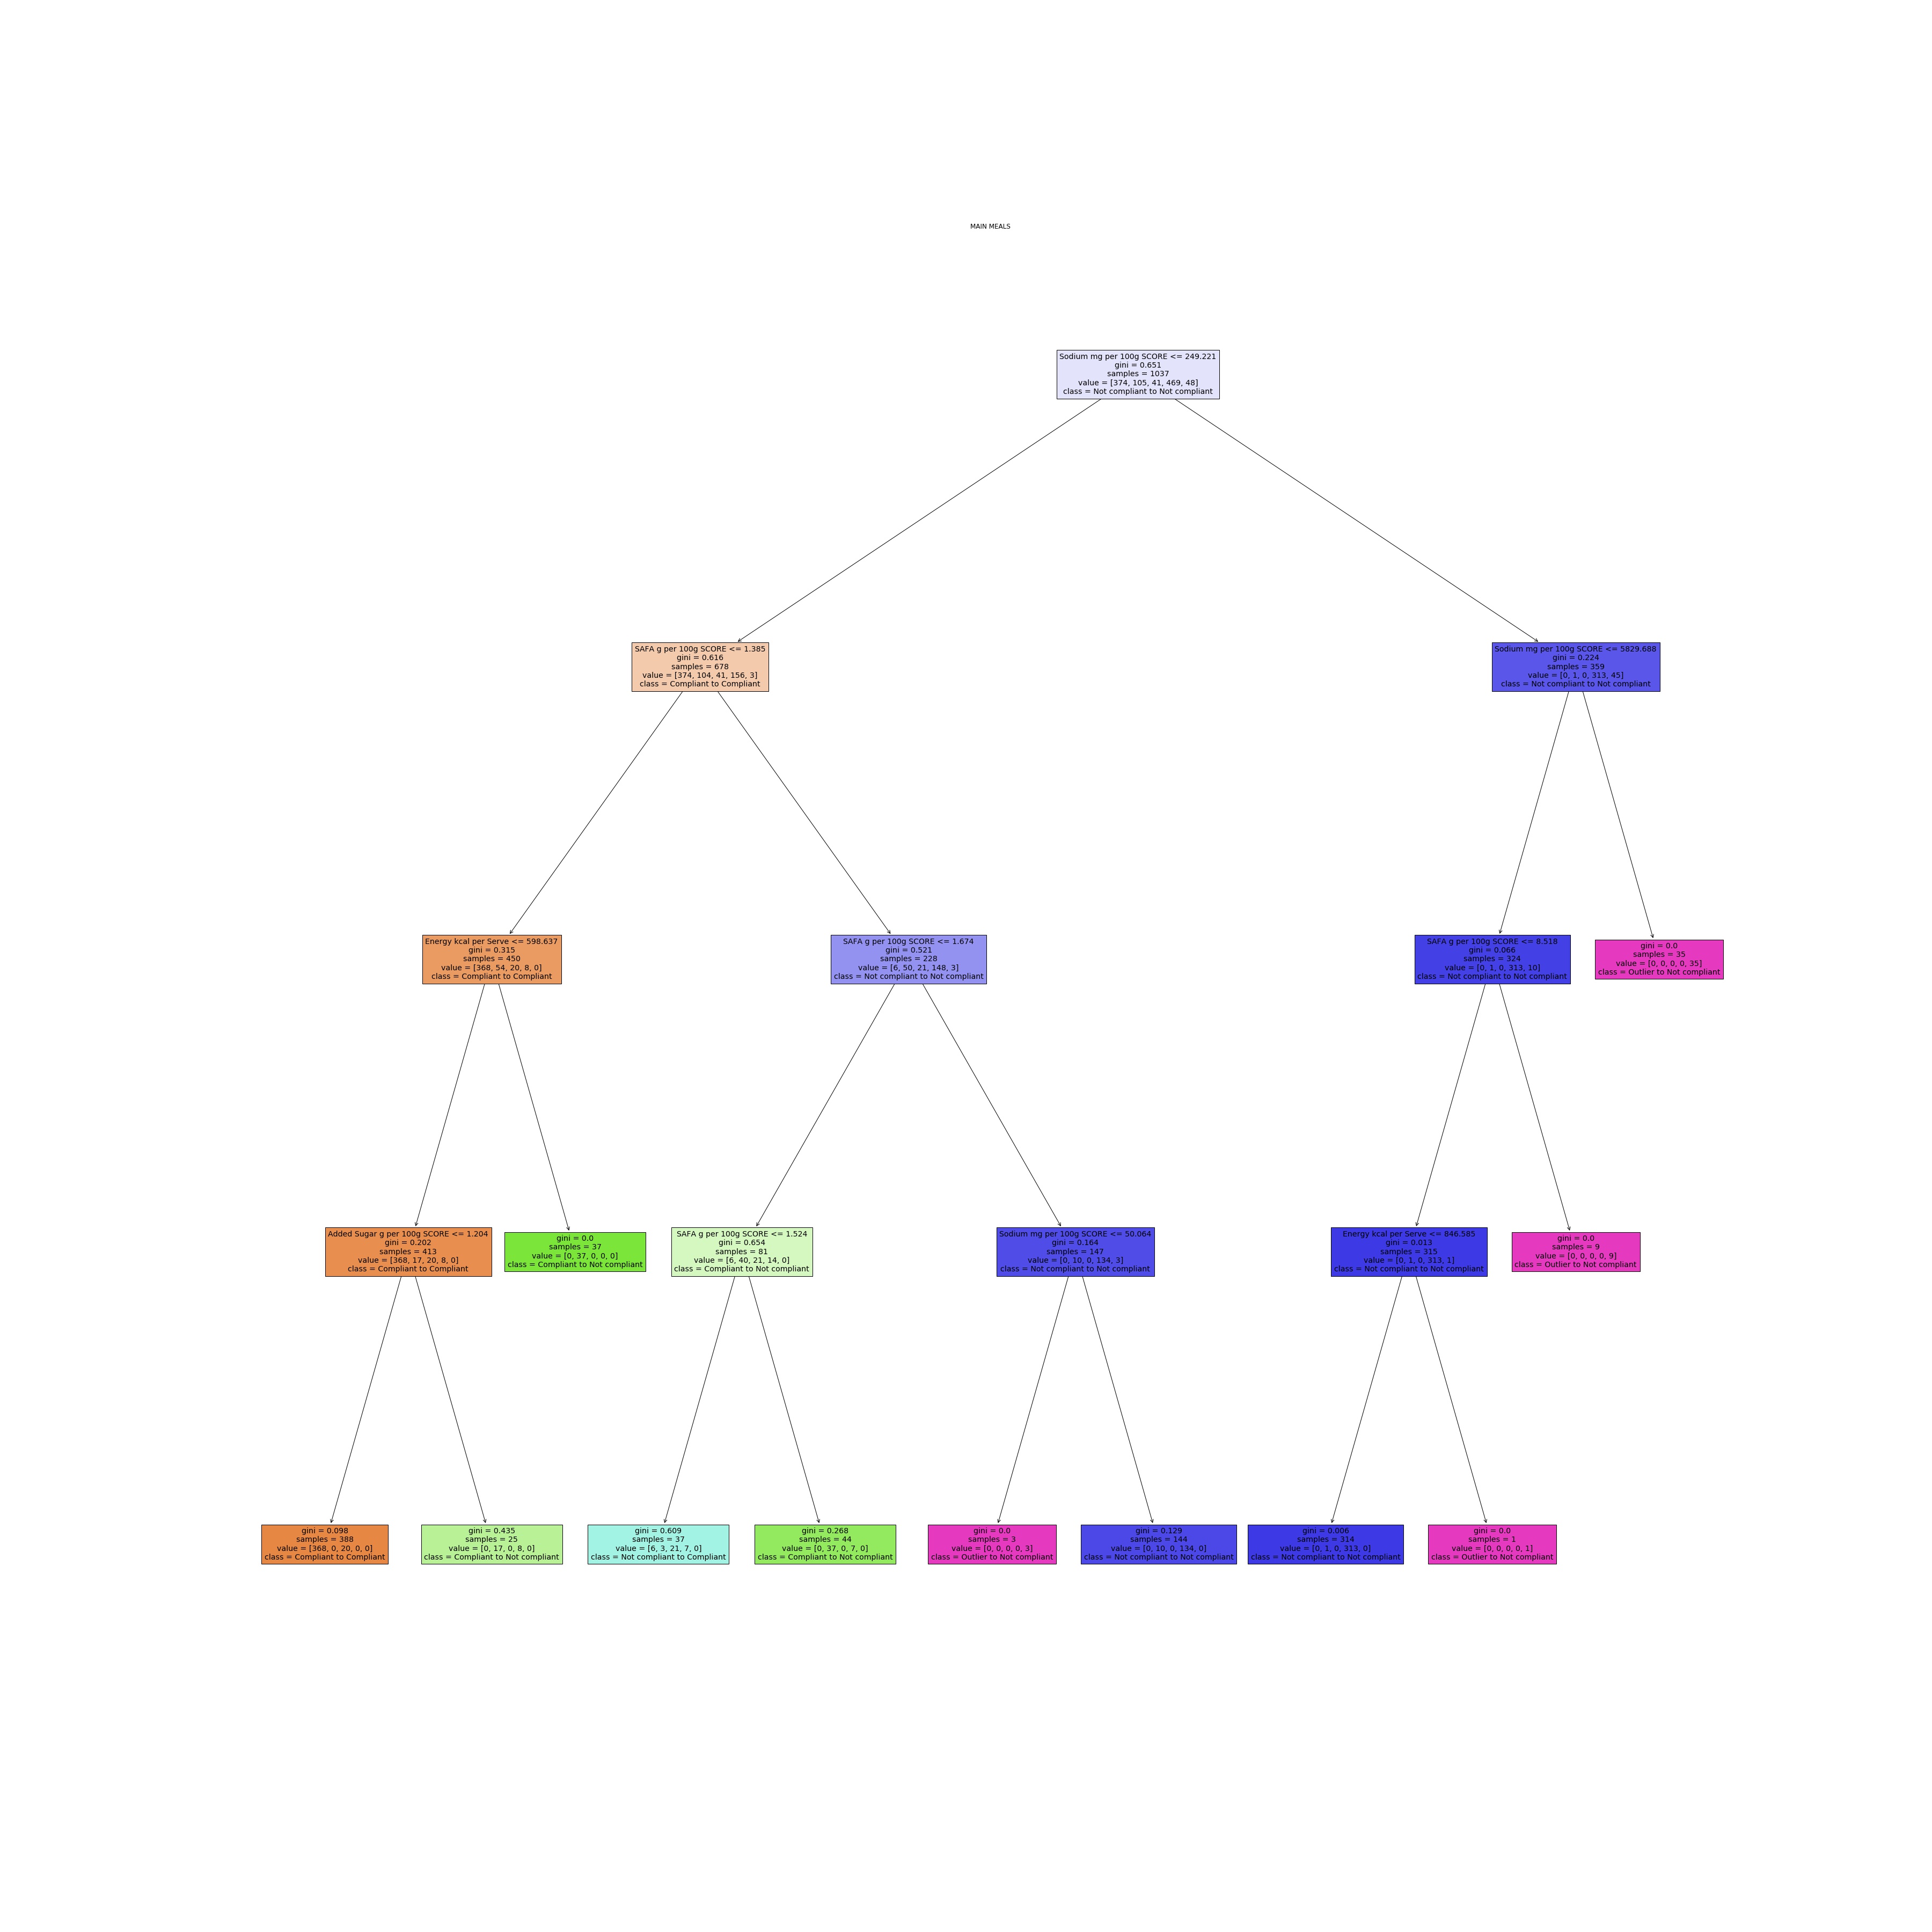 MAIN MEALS
Sodium mg per 100g SCORE <= 249.221
gini = 0.651
samples = 1037
value = [374, 105, 41, 469, 48]
class = Not compliant to Not compliant
SAFA g per 100g SCORE <= 1.385
gini = 0.616
samples = 678
value = [374, 104, 41, 156, 3]
class = Compliant to Compliant
Sodium mg per 100g SCORE <= 5829.688
gini = 0.224
samples = 359
value = [0, 1, 0, 313, 45]
class = Not compliant to Not compliant
Energy kcal per Serve <= 598.637
gini = 0.315
samples = 450
value = [368, 54, 20, 8, 0]
class = Compliant to Compliant
SAFA g per 100g SCORE <= 1.674
gini = 0.521
samples = 228
value = [6, 50, 21, 148, 3]
class = Not compliant to Not compliant
SAFA g per 100g SCORE <= 8.518
gini = 0.066
samples = 324
value = [0, 1, 0, 313, 10]
class = Not compliant to Not compliant
gini = 0.0
samples = 35
value = [0, 0, 0, 0, 35]
class = Outlier to Not compliant
Added Sugar g per 100g SCORE <= 1.204
gini = 0.202
samples = 413
value = [368, 17, 20, 8, 0]
class = Compliant to Compliant
gini = 0.0
samples = 37
value = [0, 37, 0, 0, 0]
class = Compliant to Not compliant
SAFA g per 100g SCORE <= 1.524
gini = 0.654
samples = 81
value = [6, 40, 21, 14, 0]
class = Compliant to Not compliant
Sodium mg per 100g SCORE <= 50.064
gini = 0.164
samples = 147
value = [0, 10, 0, 134, 3]
class = Not compliant to Not compliant
Energy kcal per Serve <= 846.585
gini = 0.013
samples = 315
value = [0, 1, 0, 313, 1]
class = Not compliant to Not compliant
gini = 0.0
samples = 9
value = [0, 0, 0, 0, 9]
class = Outlier to Not compliant
gini = 0.098
samples = 388
value = [368, 0, 20, 0, 0]
class = Compliant to Compliant
gini = 0.435
samples = 25
value = [0, 17, 0, 8, 0]
class = Compliant to Not compliant
gini = 0.609
samples = 37
value = [6, 3, 21, 7, 0]
class = Not compliant to Compliant
gini = 0.268
samples = 44
value = [0, 37, 0, 7, 0]
class = Compliant to Not compliant
gini = 0.0
samples = 3
value = [0, 0, 0, 0, 3]
class = Outlier to Not compliant
gini = 0.129
samples = 144
value = [0, 10, 0, 134, 0]
class = Not compliant to Not compliant
gini = 0.006
samples = 314
value = [0, 1, 0, 313, 0]
class = Not compliant to Not compliant
gini = 0.0
samples = 1
value = [0, 0, 0, 0, 1]
class = Outlier to Not compliant